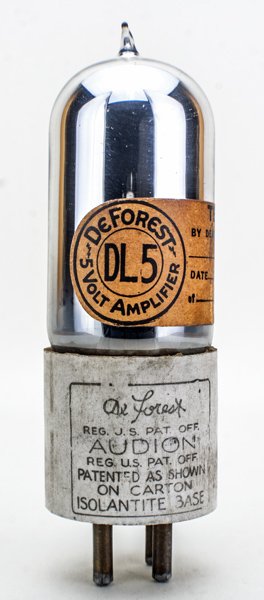 DEFOREST
DL5
5 VOLT AMPLIFIER
BY
DATE
of
de Forest
REG. U.S. PAT. OFF.
AUDION
REG. U.S. PAT. OFF.
PATENTED AS SHOWN
ON CARTON
ISOLANTITE BASE